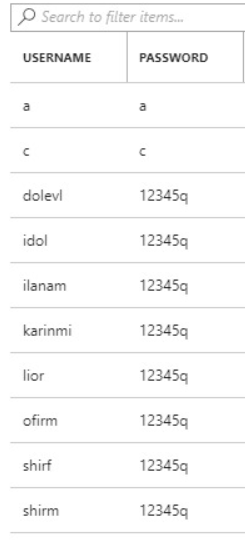 Search to filter items...
USERNAME PASSWORD
a a
c c
dolevl 12345q
idol 12345q
ilanam 12345q
karinmi 12345q
lior 12345q
ofirm 12345q
shirf 12345q
shirm 12345q